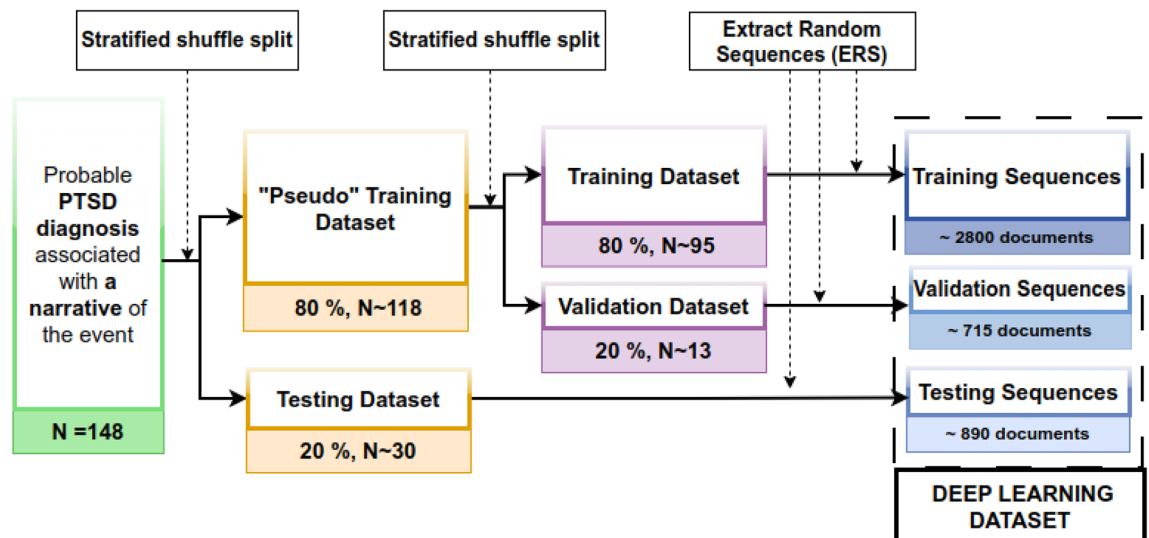 Stratified shuffle split
Stratified shuffle split
Extract Random
Sequences (ERS)
Probable
PTSD
diagnosis
associated
with a
narrative of
the event
N =148
"Pseudo" Training
Dataset
80 %, N~118
Testing Dataset
20 %, N~30
Training Dataset
80 %, N~95
Validation Dataset
20 %, N~13
Training Sequences
~ 2800 documents
Validation Sequences
~ 715 documents
Testing Sequences
~ 890 documents
DEEP LEARNING
DATASET